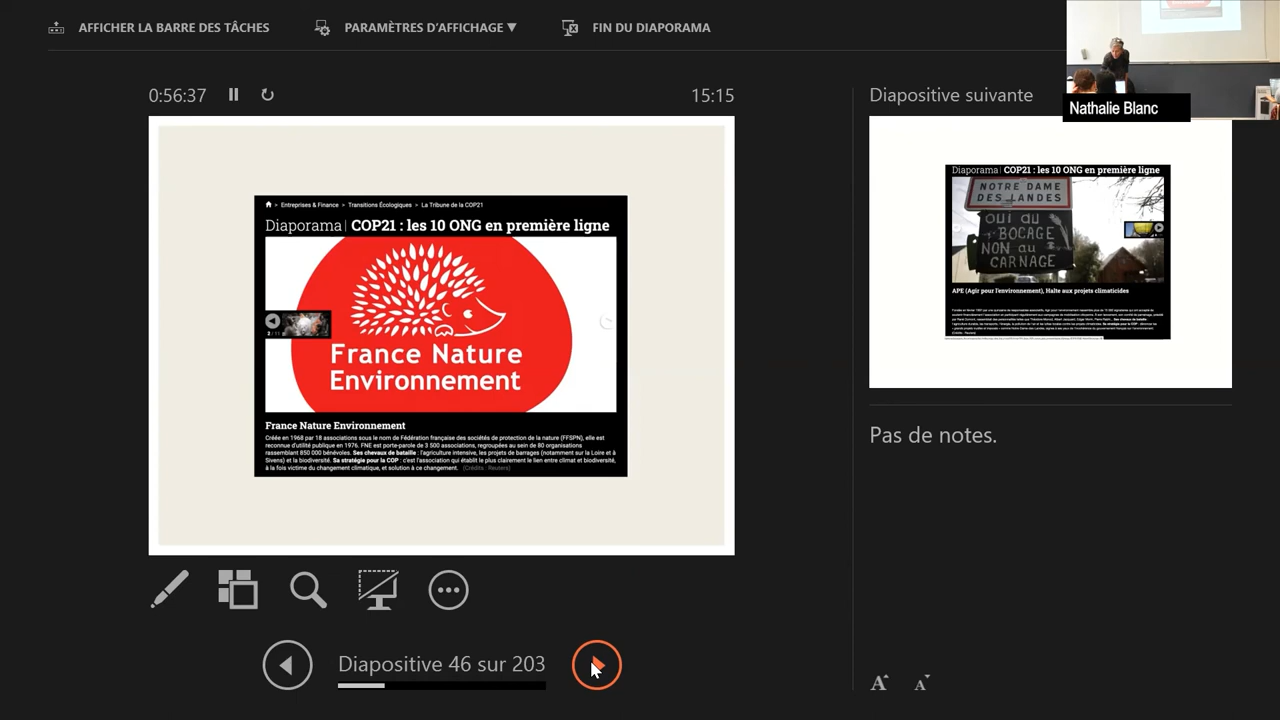 AFFICHER LA BARRE DES TÂCHES
PARAMÈTRES D'AFFICHAGE ▼
FIN DU DIAPORAMA
Nathalie Blanc
0:56:37
15:15
Entreprises & Finance > Transitions Écologiques > La Tribune de la COP21
Diaporama | COP21 : les 10 ONG en première ligne
2 / 11
France Nature
Environnement
France Nature Environnement
Créée en 1968 par 18 associations sous le nom de Fédération française des sociétés de protection de la nature (FFSPN), elle est
reconnue d'utilité publique en 1976. FNE est porte-parole de 3 500 associations, regroupées au sein de 80 organisations
rassemblant 850 000 bénévoles. Ses chevaux de bataille : l'agriculture intensive, les projets de barrages (notamment sur la Loire et à
Sivens) et la biodiversité. Sa stratégie pour la COP : c'est l'association qui établit le plus clairement le lien entre climat et biodiversité,
à la fois victime du changement climatique, et solution à ce changement. (Crédits : Reuters)
Diapositive 46 sur 203
Diapositive suivante
Diaporama | COP21 : les 10 ONG en première ligne
NOTRE DAME
DES LANDES
OUI au
BOCAGE
NON au
CARNAGE
APE (Agir pour l'environnement), Halte aux projets climaticides
Pas de notes.
A A